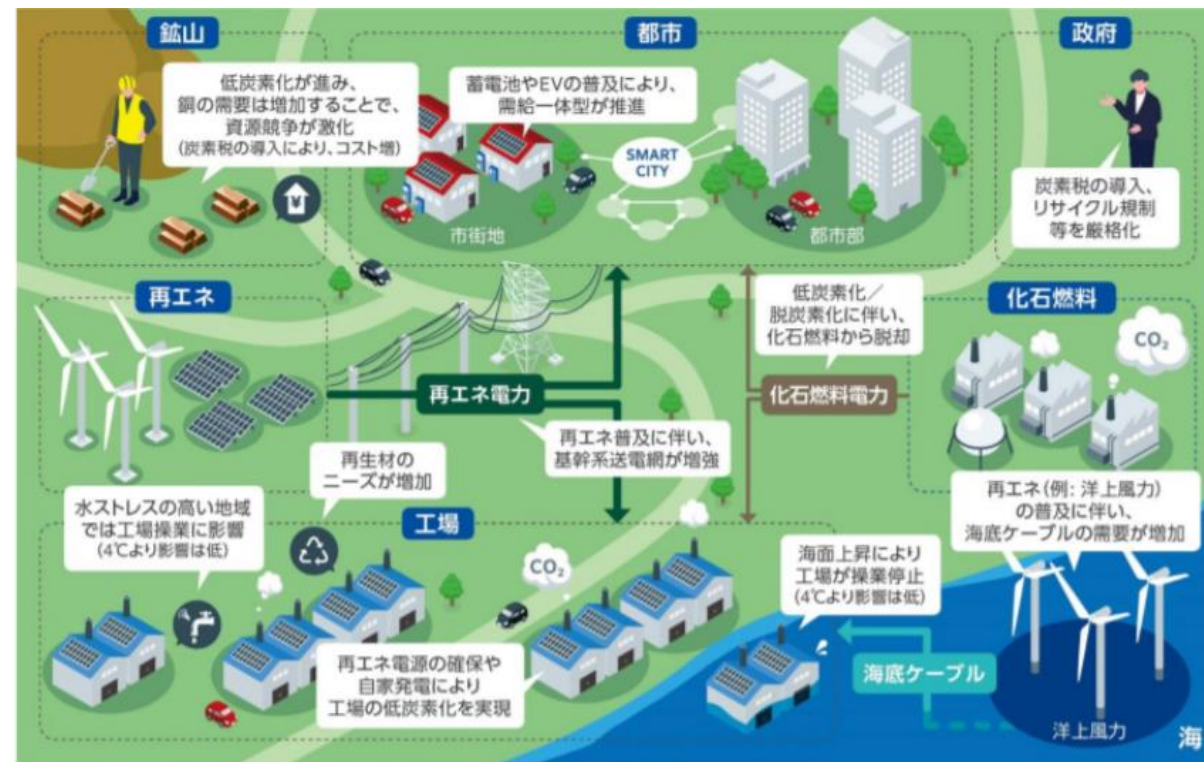 鉱山
低炭素化が進み、
銅の需要は増加することで、
資源競争が激化
(炭素税の導入により、コスト増)
¥
都市
蓄電池やEVの普及により、
需給一体型が推進
SMART
CITY
市街地
都市部
政府
炭素税の導入、
リサイクル規制
等を厳格化
再エネ
再エネ電力
再エネ普及に伴い、
基幹系送電網が増強
低炭素化/
脱炭素化に伴い、
化石燃料から脱却
化石燃料電力
化石燃料
CO₂
再生材の
ニーズが増加
水ストレスの高い地域
では工場操業に影響
(4℃より影響は低)
工場
CO₂
再エネ電源の確保や
自家発電により
工場の低炭素化を実現
海面上昇により
工場が操業停止
(4℃より影響は低)
再エネ(例: 洋上風力)
の普及に伴い、
海底ケーブルの需要が増加
海底ケーブル
洋上風力
海